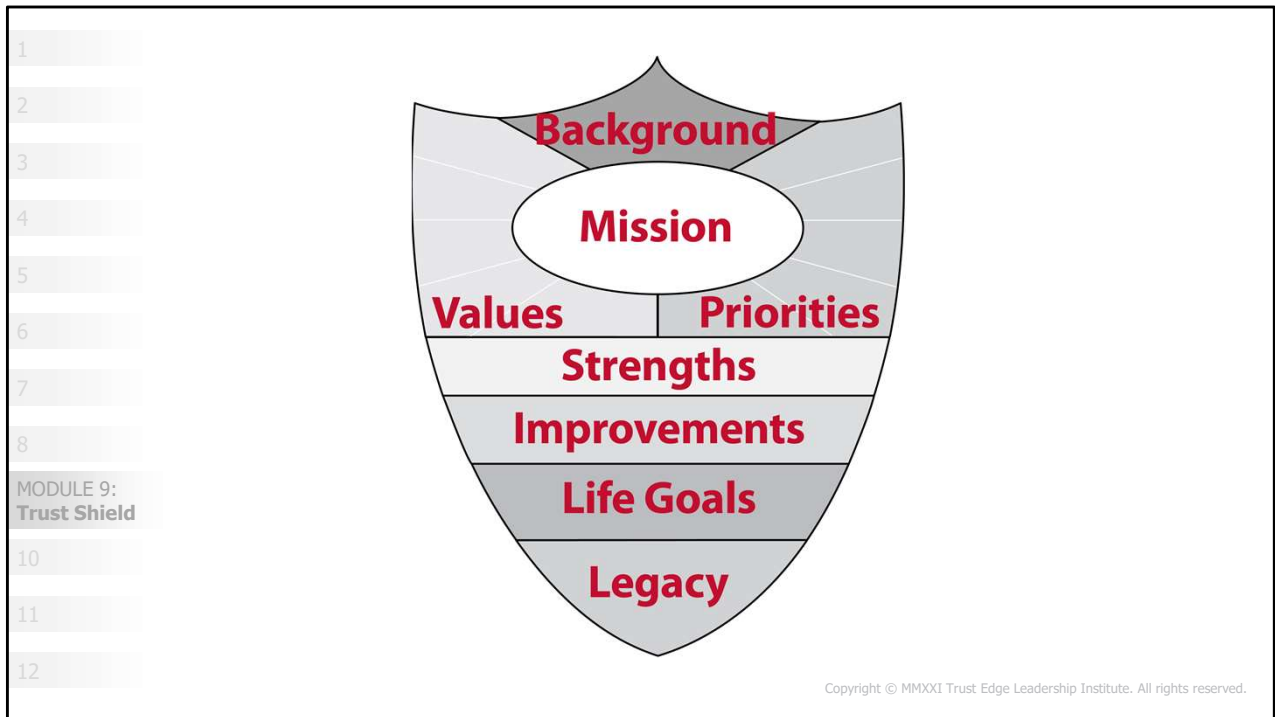 1
2
3
4
5
6
7
8
MODULE 9:
Trust Shield
10
11
12
Background
Mission
Values Priorities
Strengths
Improvements
Life Goals
Legacy
Copyright © MMXXI Trust Edge Leadership Institute. All rights reserved.